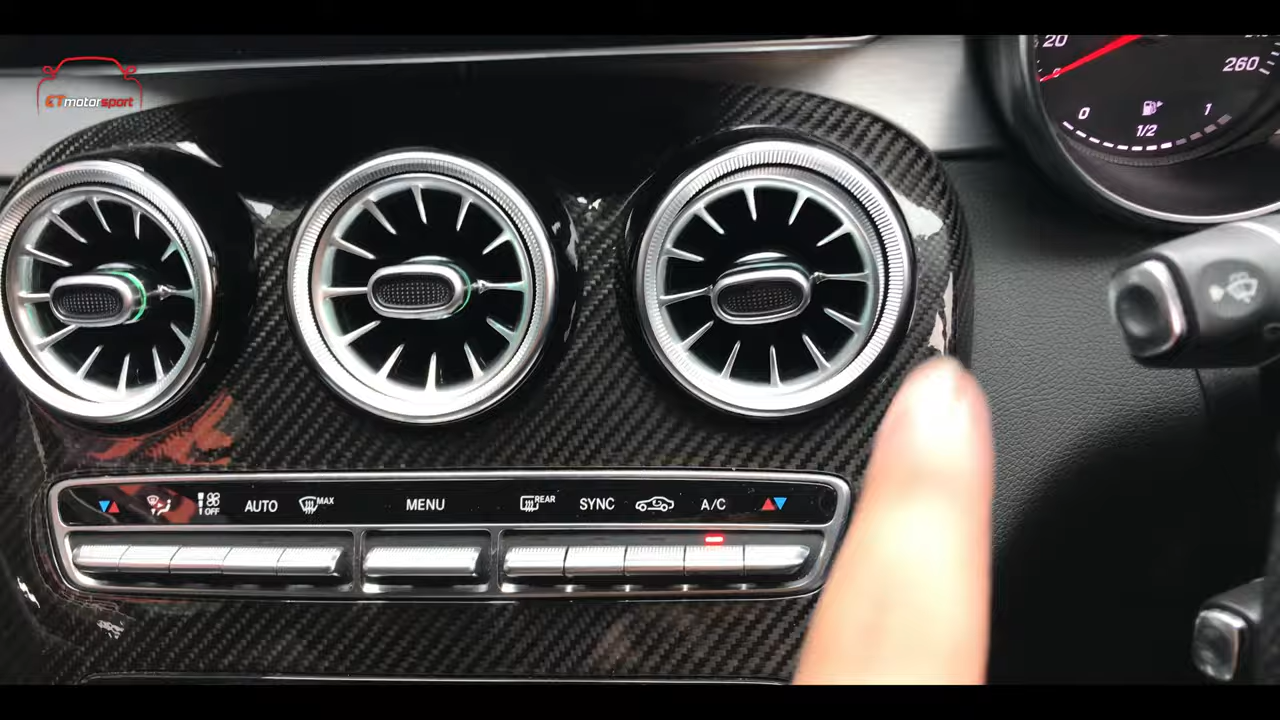 GTmotorsport
20
260
0
1/2
1
OFF
AUTO
MAX
MENU
REAR
SYNC
A/C